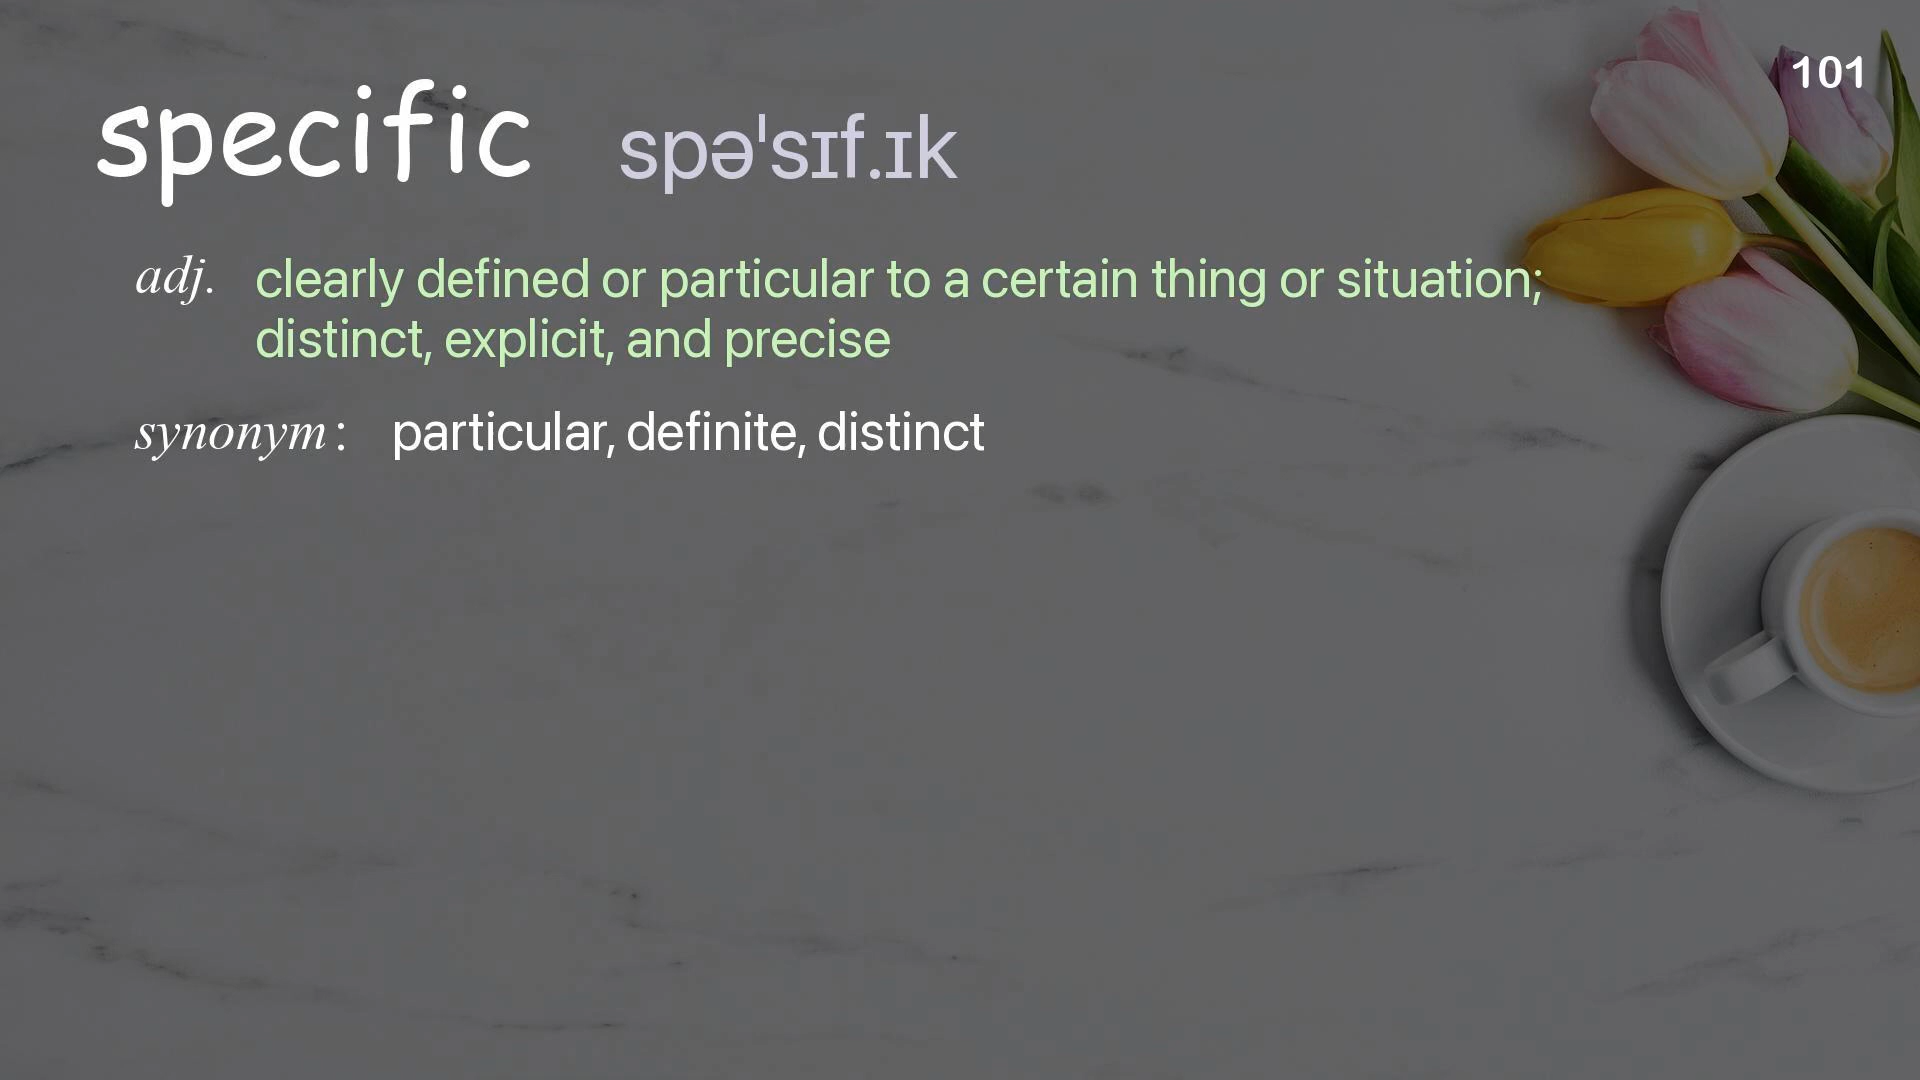 101
specific spəˈsɪf.ɪk
adj. clearly defined or particular to a certain thing or situation;
distinct, explicit, and precise
synonym: particular, definite, distinct